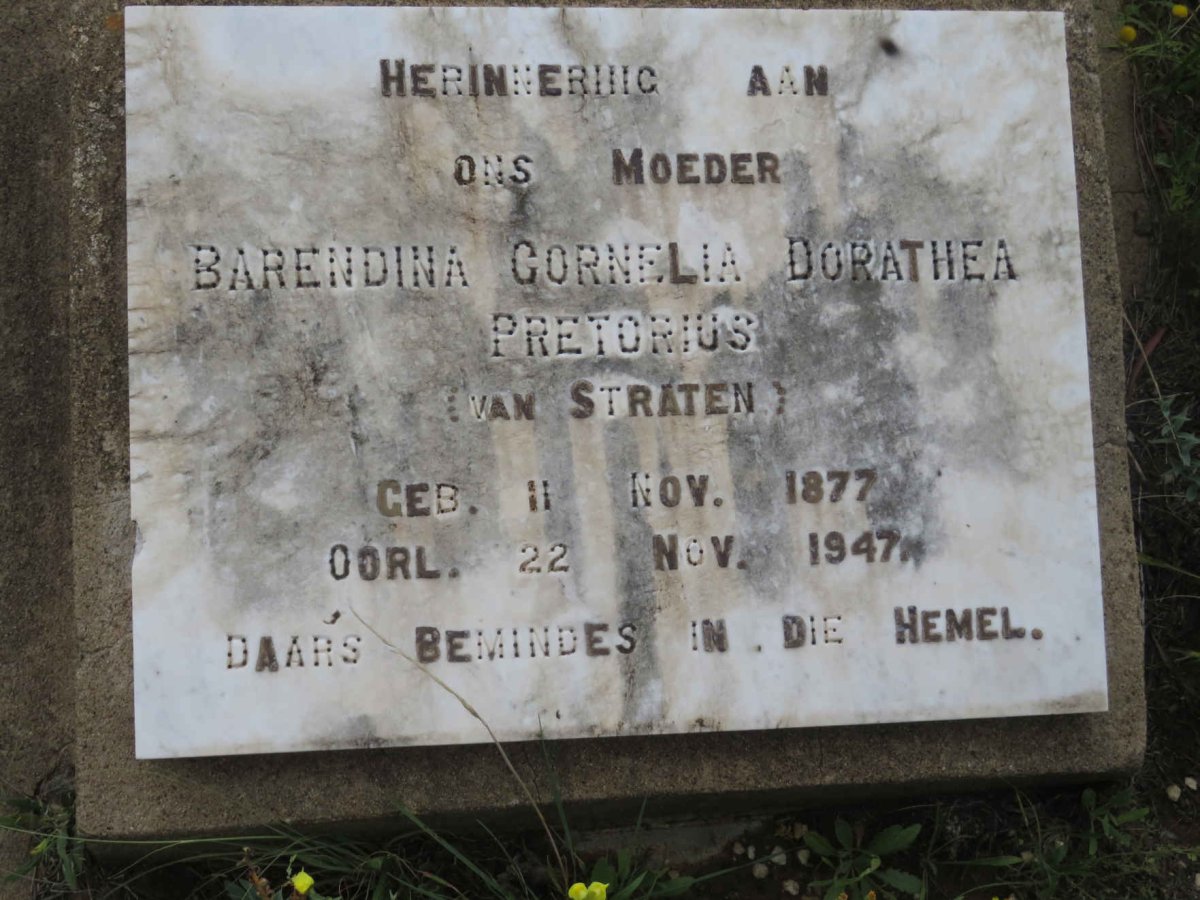 HERINNERING AAN
ONS MOEDER
BARENDINA CORNELIA DORATHEA
PRETORIUS
(VAN STRATEN)
GEB. 11 NOV. 1877
OORL. 22 NOV. 1947.
DAAR'S BEMINDES IN DIE HEMEL.